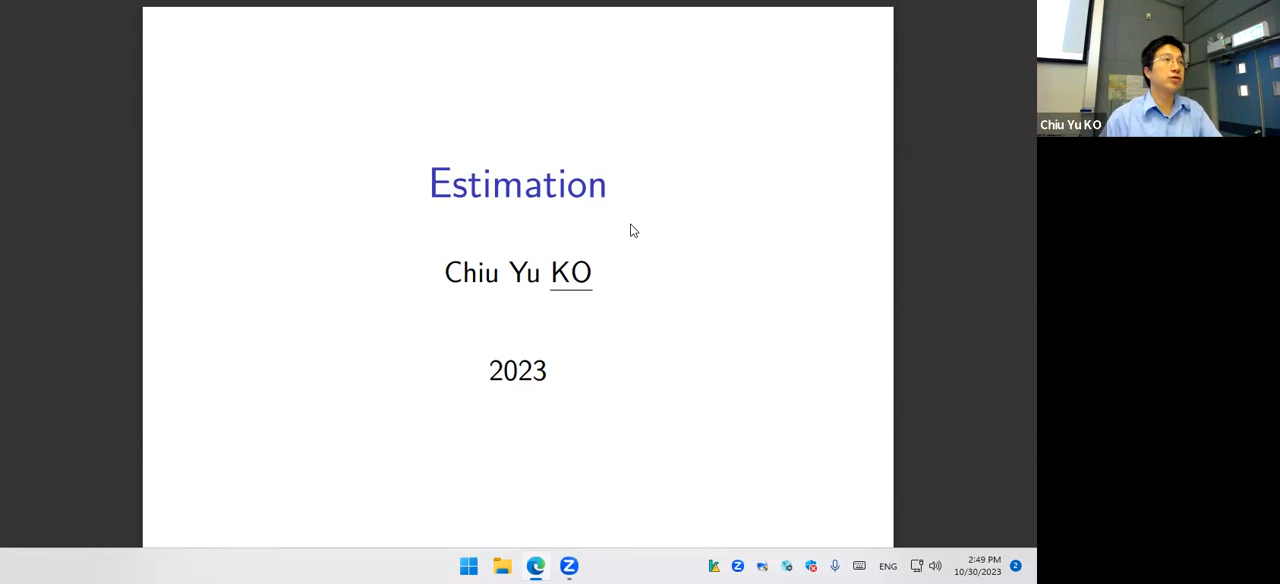 Estimation
Chiu Yu KO
2023
Chiu Yu KO
ENG
2:49 PM
10/30/2023
2